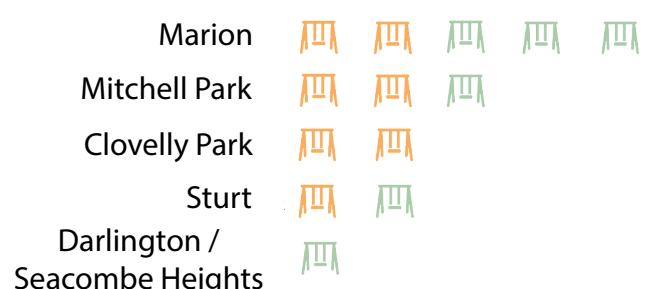 Marion
Mitchell Park
Clovelly Park
Sturt
Darlington /
Seacombe Heights